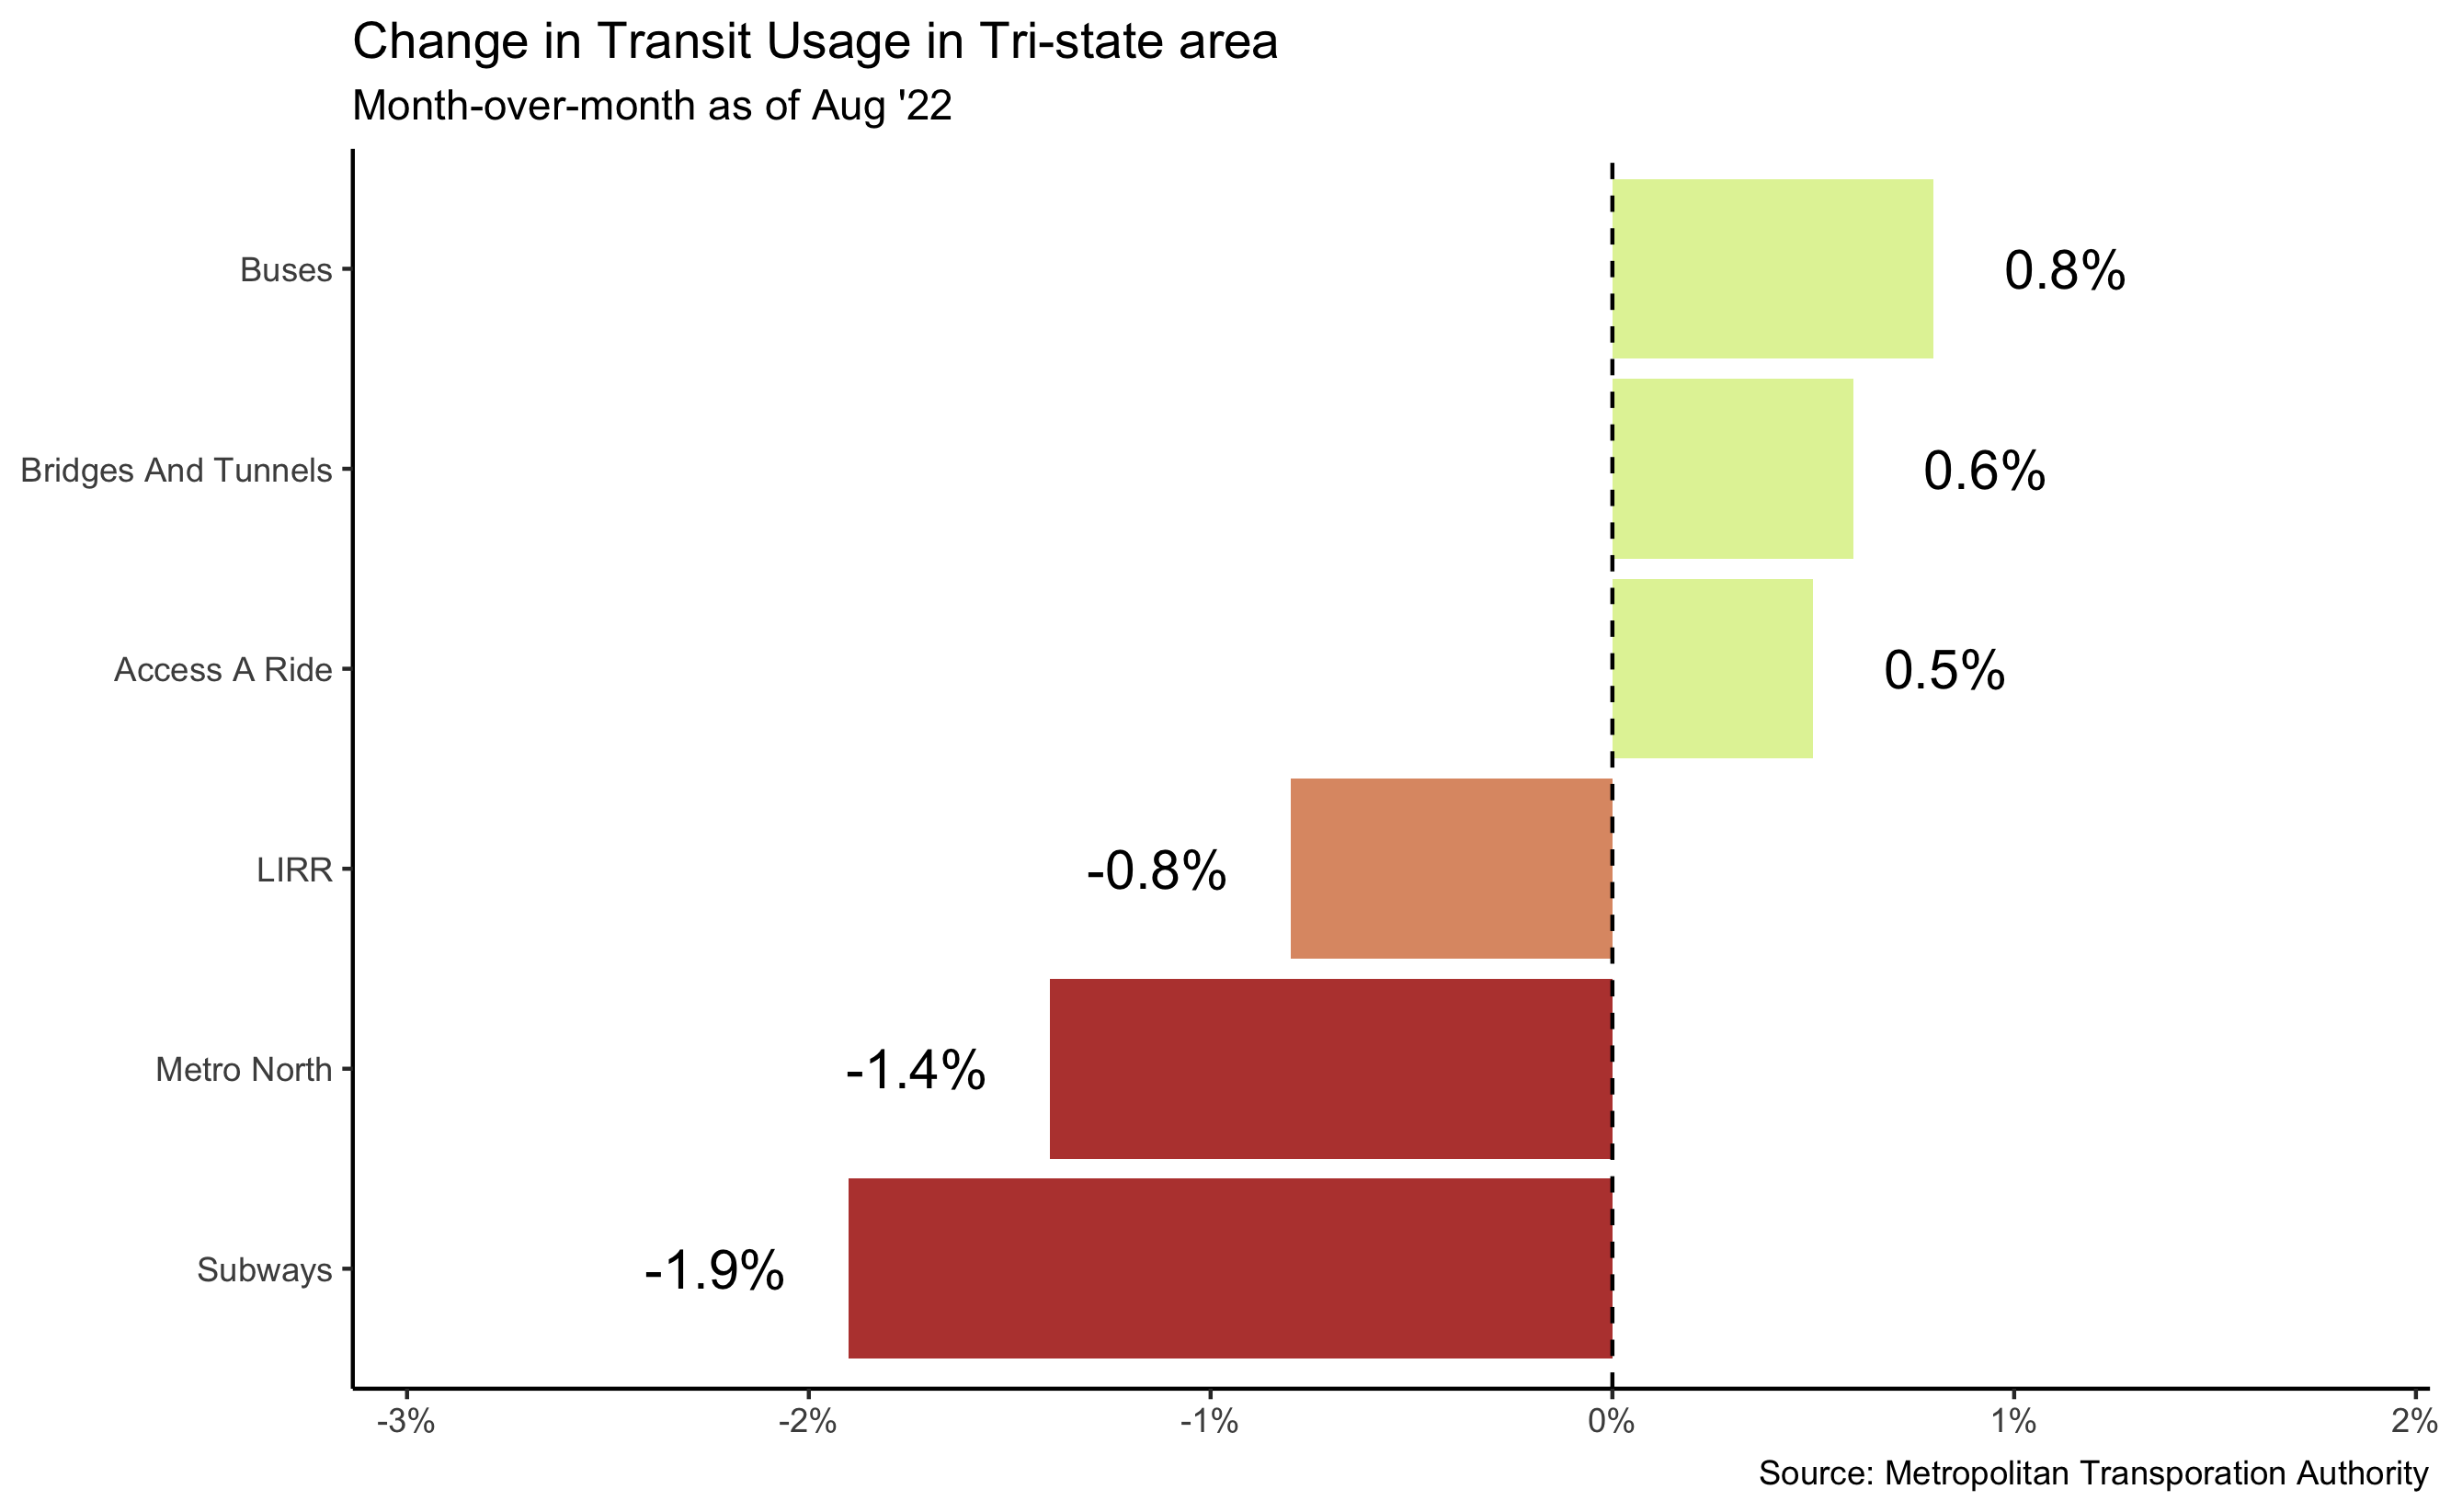 Change in Transit Usage in Tri-state area
Month-over-month as of Aug '22
Buses
0.8%
Bridges And Tunnels
0.6%
Access A Ride
0.5%
LIRR
-0.8%
Metro North
-1.4%
Subways
-1.9%
-3%
-2%
-1%
0%
1%
2%
Source: Metropolitan Transporation Authority